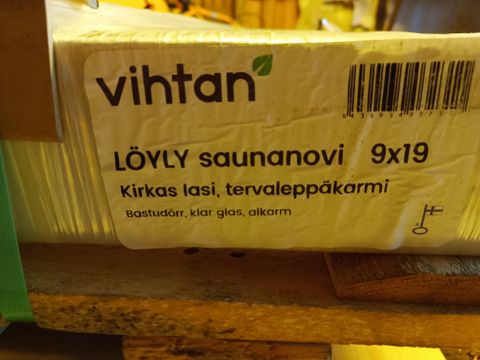 vihtan
LÖYLY saunanovi 9x19
Kirkas lasi, tervaleppäkarmi
Bastudörr, klar glas, alkarm